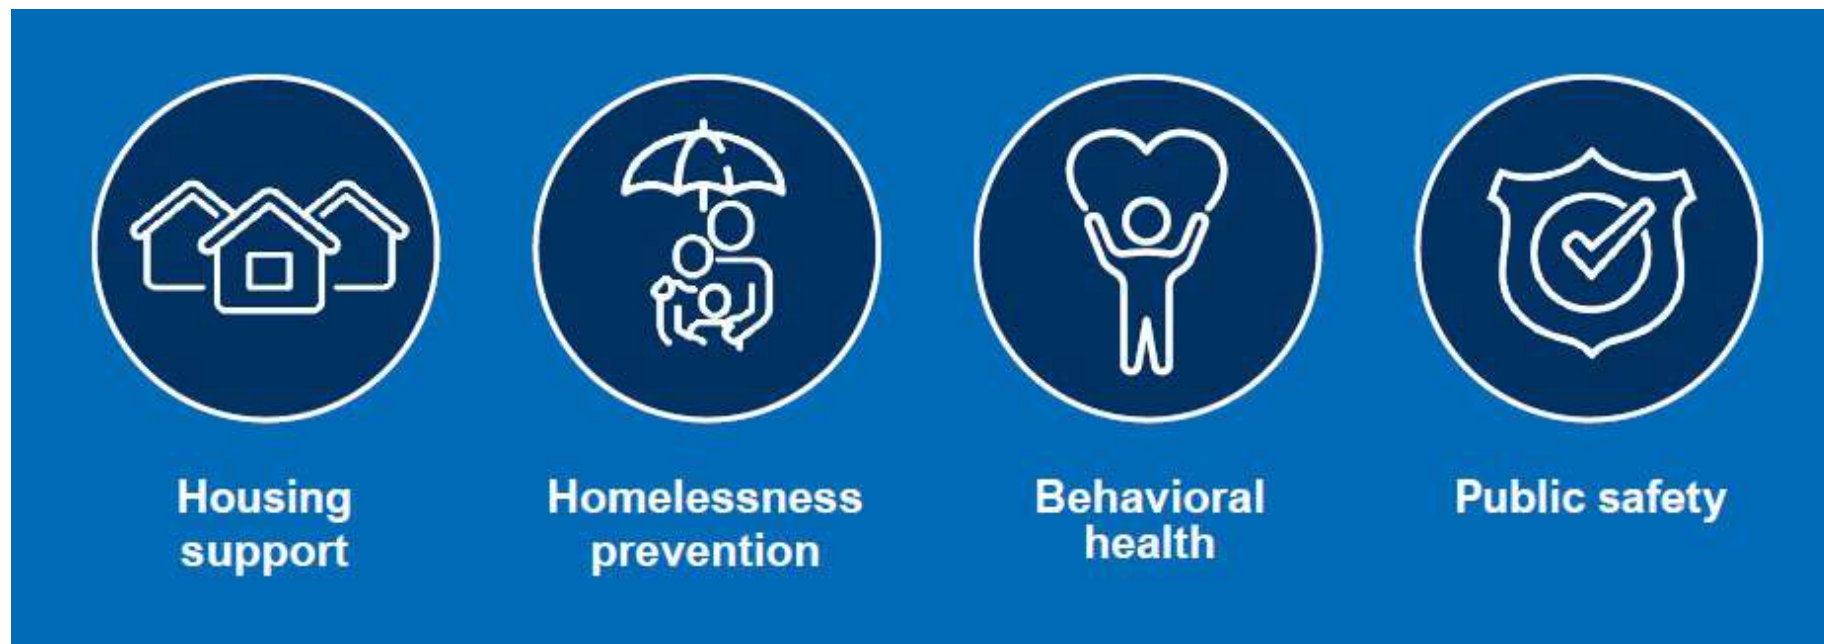 Housing
support
Homelessness
prevention
Behavioral
health
Public safety